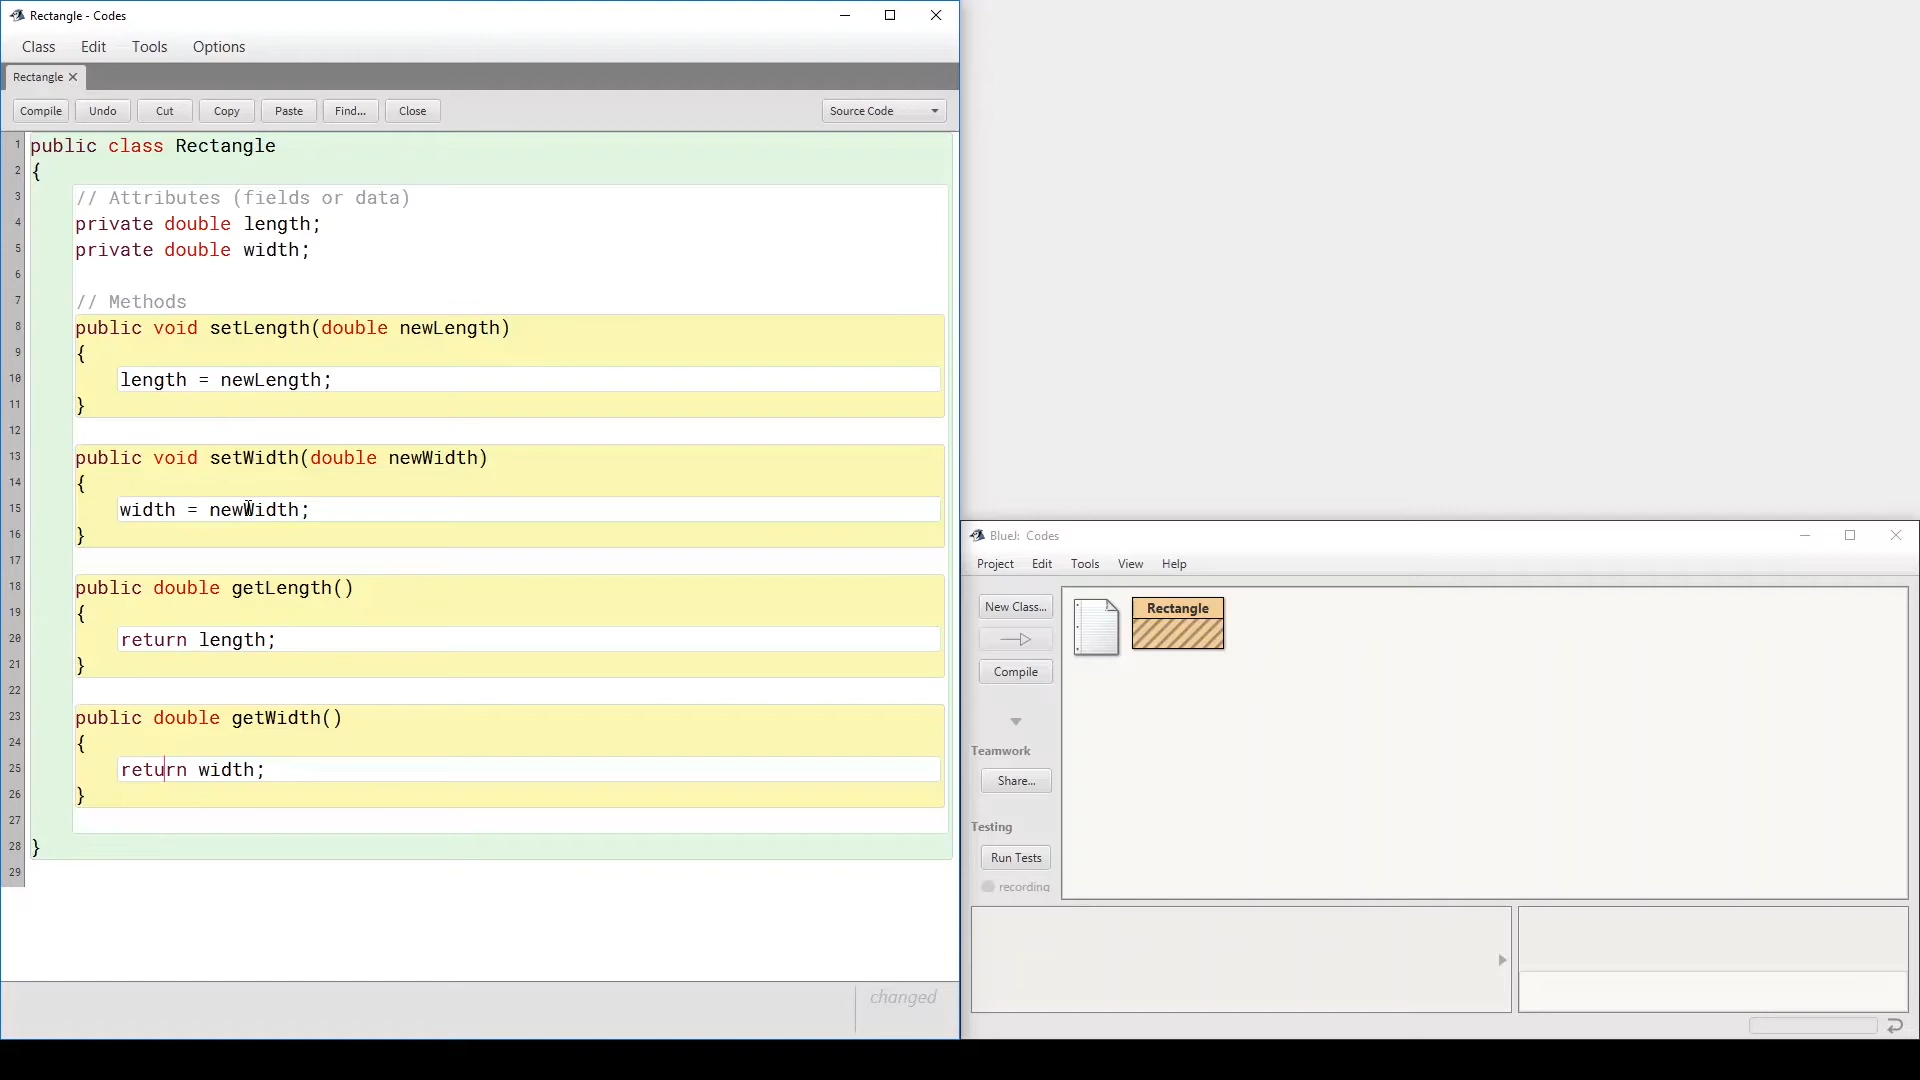 Rectangle - Codes
Class Edit Tools Options
Rectangle
Compile Undo Cut Copy Paste Find... Close Source Code
1 public class Rectangle
2 {
3 // Attributes (fields or data)
4 private double length;
5 private double width;
6
7 // Methods
8 public void setLength(double newLength)
9 {
10 length = newLength;
11 }
12
13 public void setWidth(double newWidth)
14 {
15 width = newWidth;
16 }
17
18 public double getLength()
19 {
20 return length;
21 }
22
23 public double getWidth()
24 {
25 return width;
26 }
27
28 }
29
changed
BlueJ: Codes
Project Edit Tools View Help
New Class...
Compile
Teamwork
Share...
Testing
Run Tests
recording
Rectangle